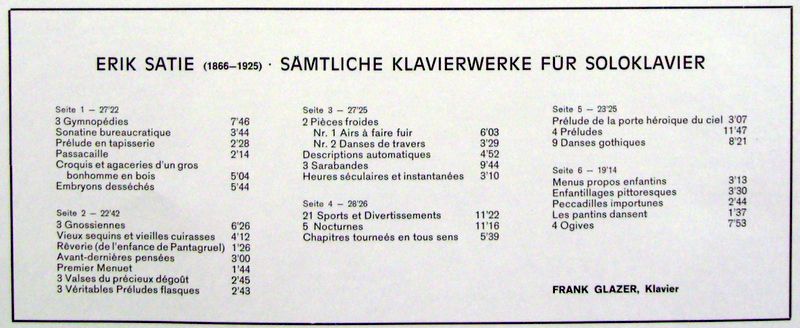 ERIK SATIE (1866–1925) · SÄMTLICHE KLAVIERWERKE FÜR SOLOKLAVIER
Seite 1 – 27'22
3 Gymnopédies 7'46
Sonatine bureaucratique 3'44
Prélude en tapisserie 2'28
Passacaille 2'14
Croquis et agaceries d'un gros
bonhomme en bois 5'04
Embryons desséchés 5'44
Seite 2 – 22'42
3 Gnossiennes 6'26
Vieux sequins et vieilles cuirasses 4'12
Rêverie (de l'enfance de Pantagruel) 1'26
Avant-dernières pensées 3'00
Premier Menuet 1'44
3 Valses du précieux dégoût 2'45
3 Véritables Préludes flasques 2'43
Seite 3 – 27'25
2 Pièces froides
Nr. 1 Airs à faire fuir 6'03
Nr. 2 Danses de travers 3'29
Descriptions automatiques 4'52
3 Sarabandes 9'44
Heures séculaires et instantanées 3'10
Seite 4 – 28'26
21 Sports et Divertissements 11'22
5 Nocturnes 11'16
Chapitres tourneés en tous sens 5'39
Seite 5 – 23'25
Prélude de la porte héroique du ciel 3'07
4 Préludes 11'47
9 Danses gothiques 8'21
Seite 6 – 19'14
Menus propos enfantins 3'13
Enfantillages pittoresques 3'30
Peccadilles importunes 2'44
Les pantins dansent 1'37
4 Ogives 7'53
FRANK GLAZER, Klavier